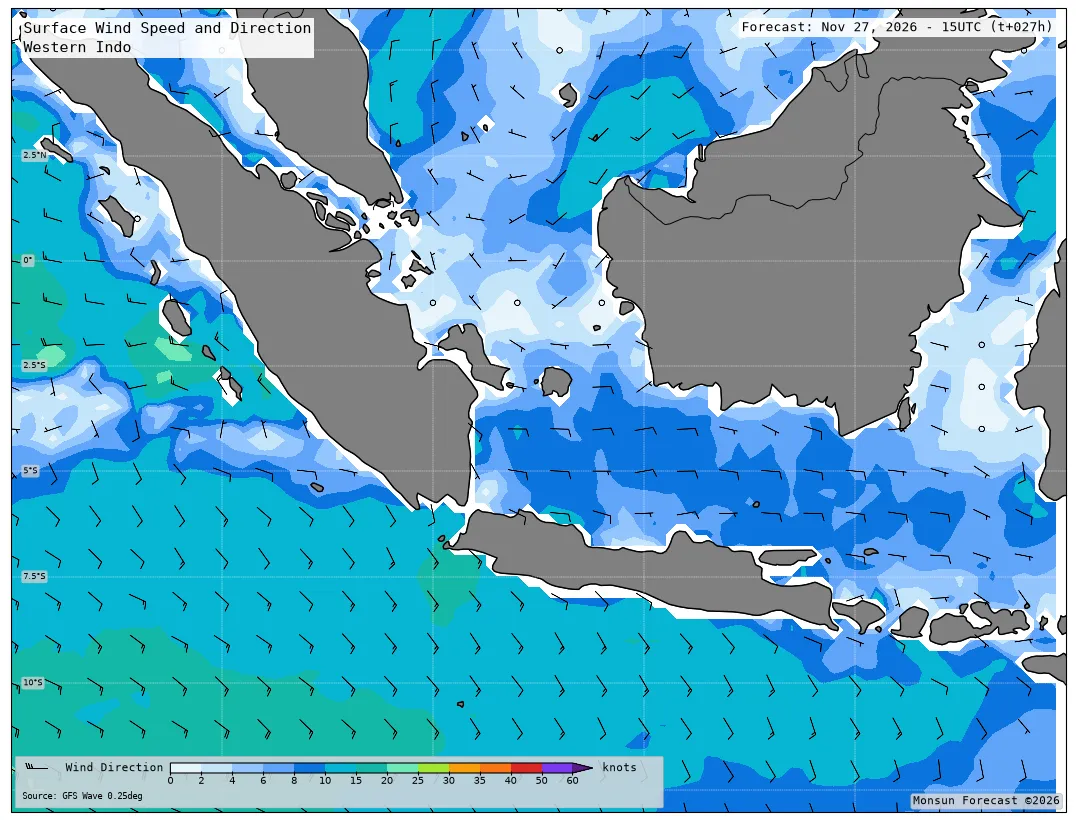 Surface Wind Speed and Direction
Western Indo
Forecast: Nov 27, 2026 - 15UTC (t+027h)
2.5°N
0°
2.5°S
5°S
7.5°S
10°S
Wind Direction
0 2 4 6 8 10 15 20 25 30 35 40 50 60
knots
Source: GFS Wave 0.25deg
Monsun Forecast ©2026